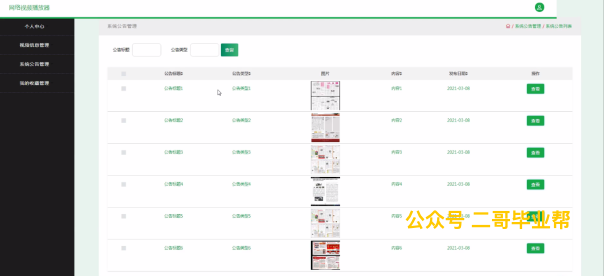 网络视频播放器
个人中心
系统公告管理
系统公告管理 / 系统公告列表
视频信息管理
系统公告管理
我的收藏管理
公告标题 公告类型 查询
公告标题 公告类型 图片 内容 发布日期 操作
公告标题1 公告类型1 内容1 2021-03-08 查看
公告标题2 公告类型2 内容2 2021-03-08 查看
公告标题3 公告类型3 内容3 2021-03-08 查看
公告标题4 公告类型4 内容4 2021-03-08 查看
公告标题5 公告类型5 内容5 2021-03-08
公众号 二哥毕业帮
公告标题6 公告类型6 内容6 2021-03-08 查看